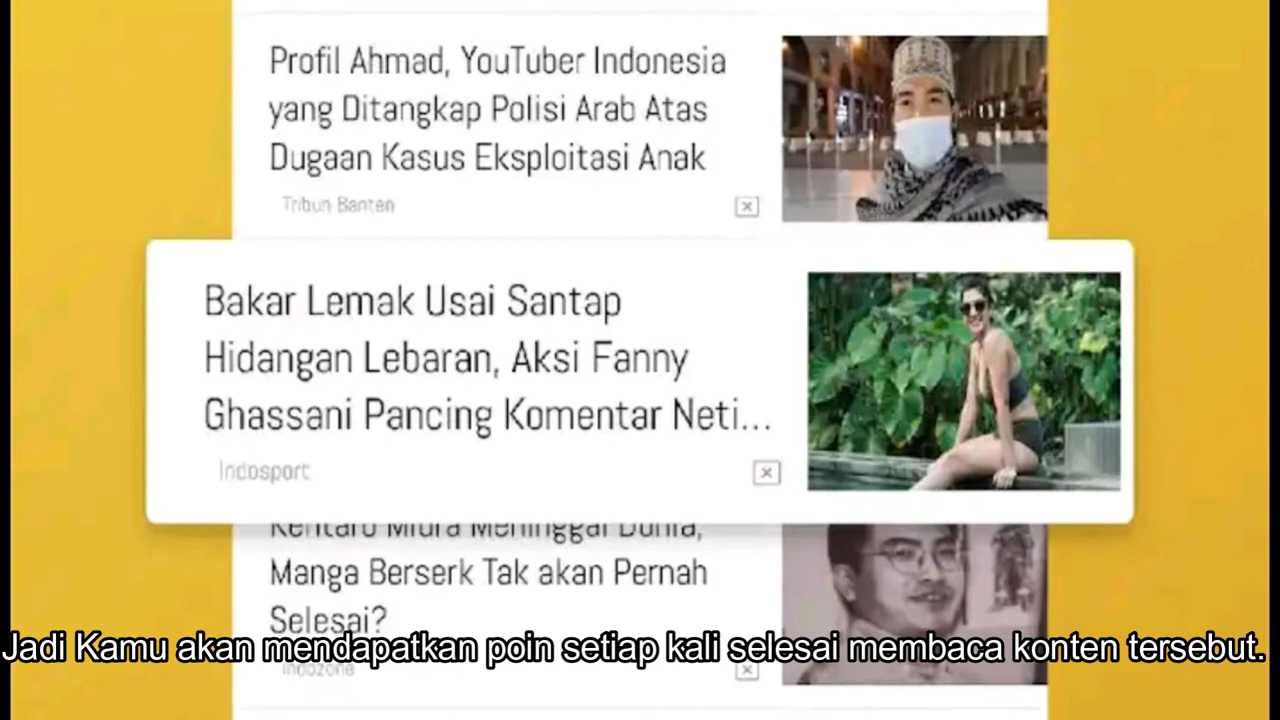 Profil Ahmad, YouTuber Indonesia
yang Ditangkap Polisi Arab Atas
Dugaan Kasus Eksploitasi Anak
Tribun Banten
Bakar Lemak Usai Santap
Hidangan Lebaran, Aksi Fanny
Ghassani Pancing Komentar Neti...
Indosport
Kentaro Miura Meninggal Dunia,
Manga Berserk Tak akan Pernah
Selesai?
Jadi Kamu akan mendapatkan poin setiap kali selesai membaca konten tersebut.
Indozone